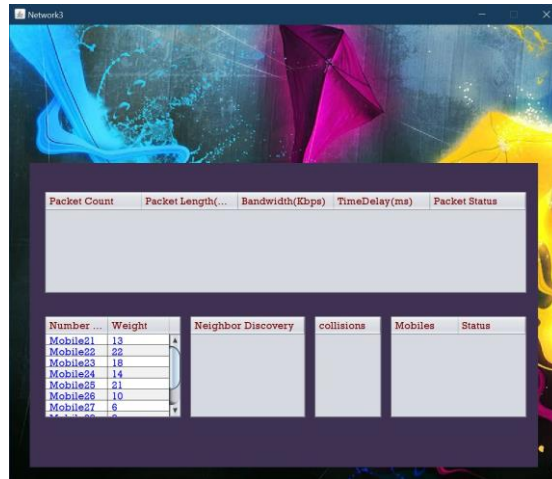 Network3
Packet Count Packet Length(... Bandwidth(Kbps) TimeDelay(ms) Packet Status
Number ... Weight Neighbor Discovery collisions Mobiles Status
Mobile21 13
Mobile22 22
Mobile23 18
Mobile24 14
Mobile25 21
Mobile26 10
Mobile27 6